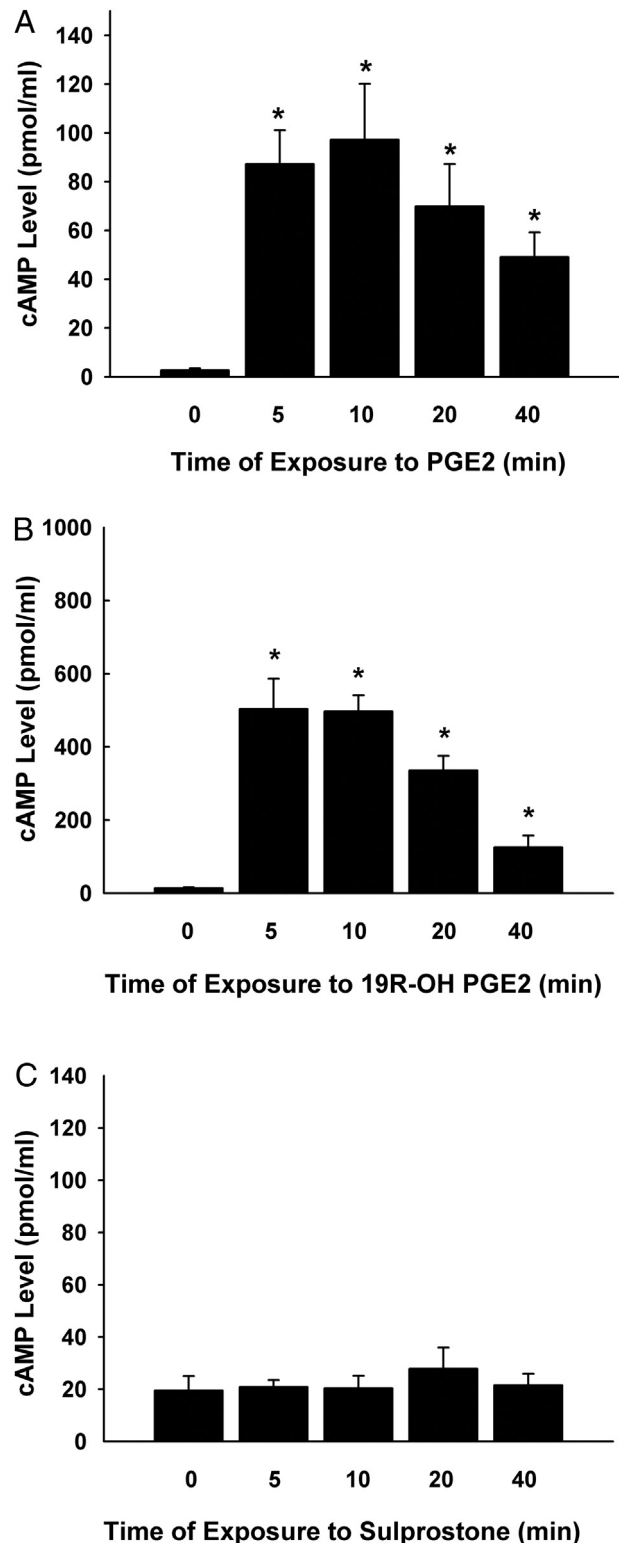 A
cAMP Level (pmol/ml)
140
120
100
80
60
40
20
0
* * * *
0 5 10 20 40
Time of Exposure to PGE2 (min)
B
cAMP Level (pmol/ml)
1000
800
600
400
200
0
* * * *
0 5 10 20 40
Time of Exposure to 19R-OH PGE2 (min)
C
cAMP Level (pmol/ml)
140
120
100
80
60
40
20
0
0 5 10 20 40
Time of Exposure to Sulprostone (min)